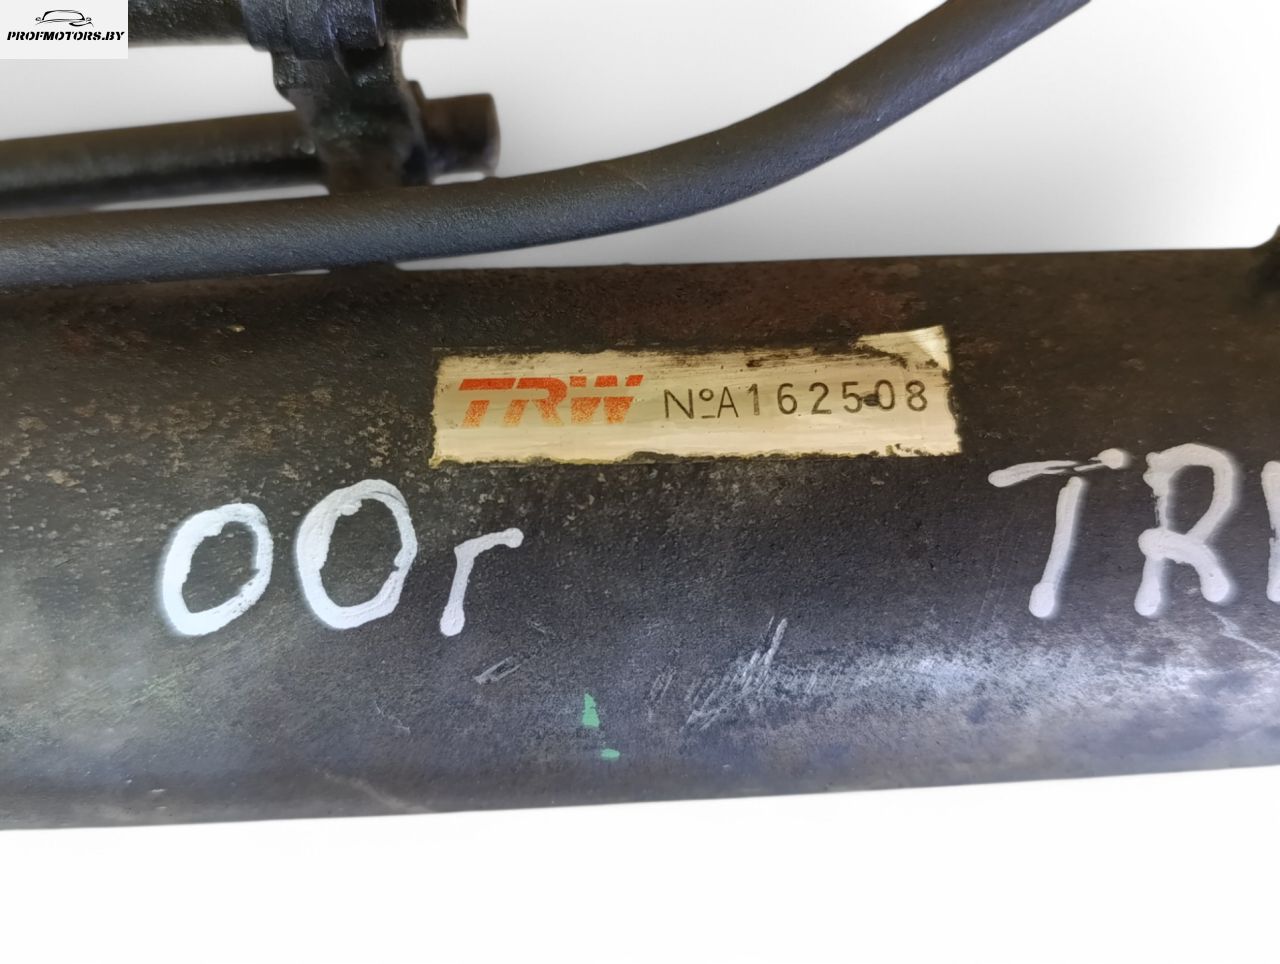 PROFMOTORS.BY
TRW NºA162508
00г TR